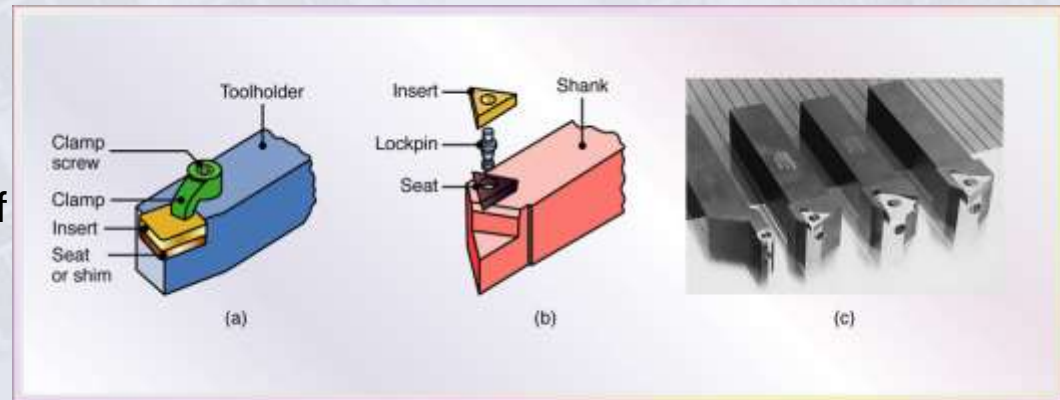 f
Toolholder
Clamp
screw
Clamp
Insert
Seat
or shim
(a)
Insert
Shank
Lockpin
Seat
(b)
(c)